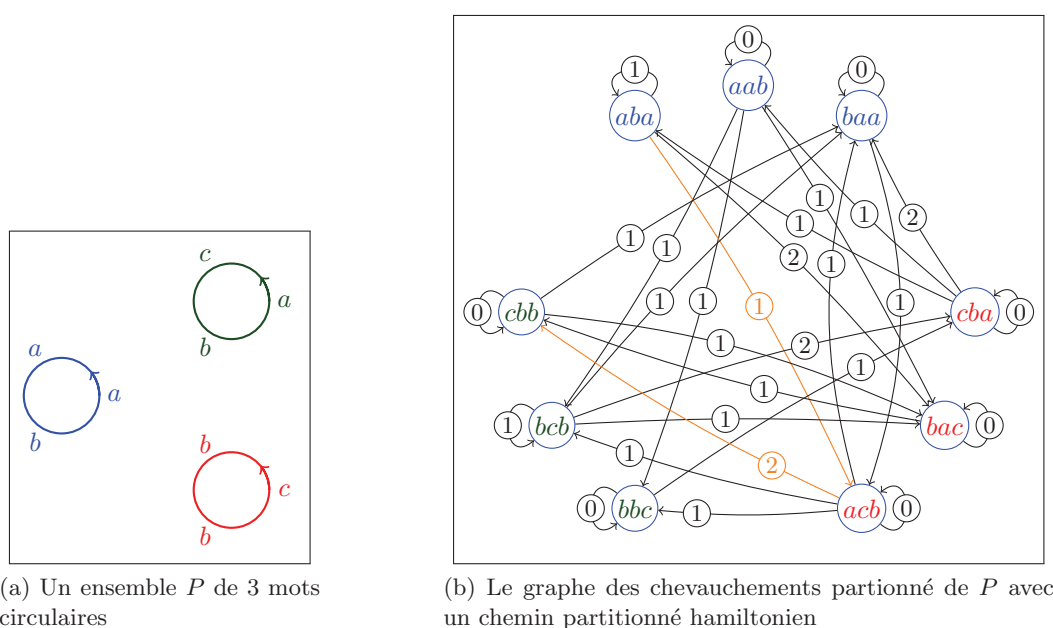 c
a
b
a
a
b
b
c
b
0
1
aab
0
aba
baa
1
1
2
1
1
1
2
1
1
1
1
1
0
cbb
cba
0
1
2
1
1
1
bcb
1
bac
0
1
2
0
bbc
1
acb
0
(a) Un ensemble P de 3 mots
circulaires
(b) Le graphe des chevauchements partionné de P avec
un chemin partitionné hamiltonien